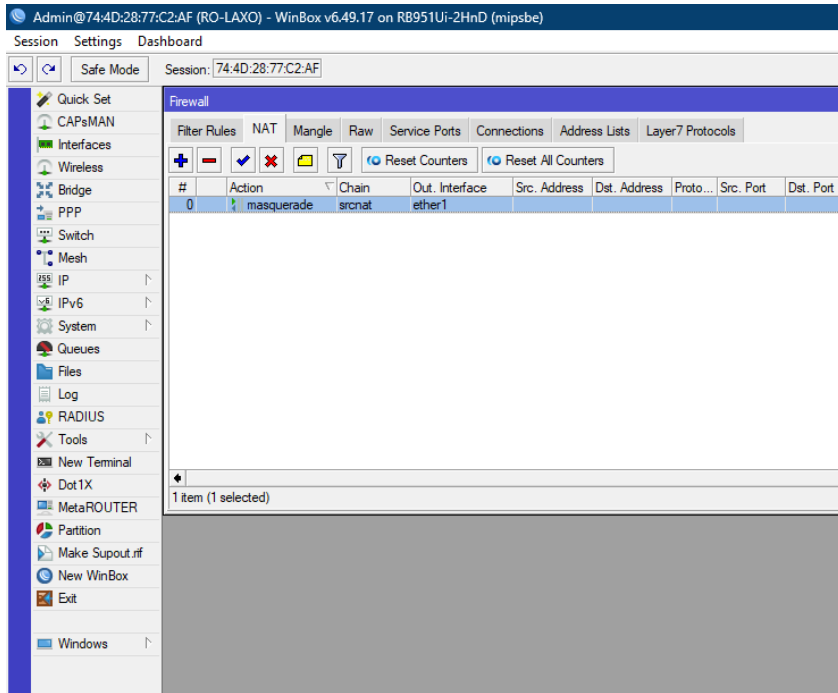 Admin@74:4D:28:77:C2:AF (RO-LAXO) - WinBox v6.49.17 on RB951Ui-2HnD (mipsbe)
Session Settings Dashboard
Safe Mode Session: 74:4D:28:77:C2:AF
Quick Set
CAPsMAN
Interfaces
Wireless
Bridge
PPP
Switch
Mesh
IP
IPv6
System
Queues
Files
Log
RADIUS
Tools
New Terminal
Dot1X
MetaROUTER
Partition
Make Supout.rif
New WinBox
Exit
Windows
Firewall
Filter Rules NAT Mangle Raw Service Ports Connections Address Lists Layer7 Protocols
Reset Counters Reset All Counters
# Action Chain Out. Interface Src. Address Dst. Address Proto... Src. Port Dst. Port
0 masquerade srcnat ether1
1 item (1 selected)